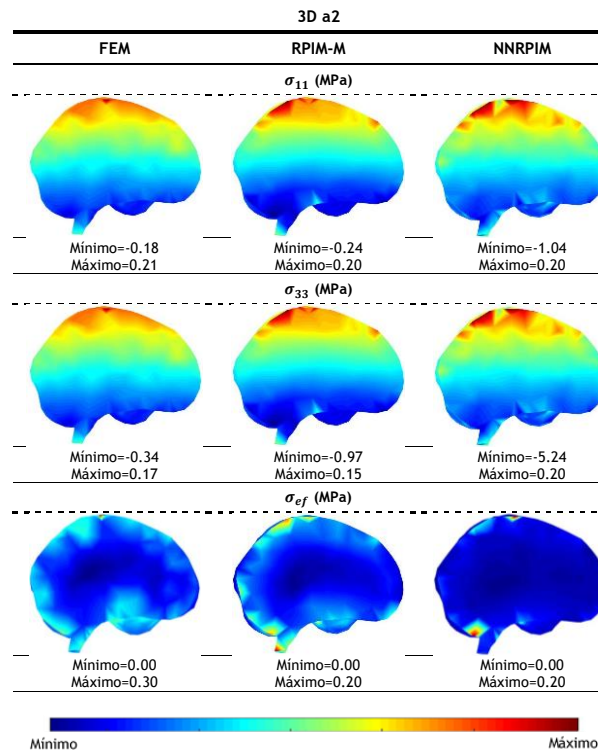 3D a2
FEM RPIM-M NNRPIM
σ₁₁ (MPa)
Mínimo=-0.18 Mínimo=-0.24 Mínimo=-1.04
Máximo=0.21 Máximo=0.20 Máximo=0.20
σ₃₃ (MPa)
Mínimo=-0.34 Mínimo=-0.97 Mínimo=-5.24
Máximo=0.17 Máximo=0.15 Máximo=0.20
σₑf (MPa)
Mínimo=0.00 Mínimo=0.00 Mínimo=0.00
Máximo=0.30 Máximo=0.20 Máximo=0.20
Mínimo Máximo